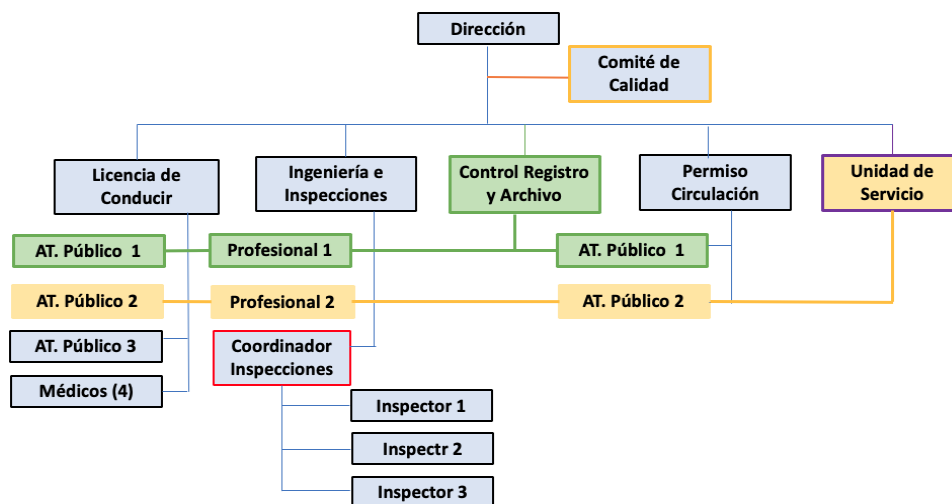 Dirección
Comité de
Calidad
Licencia de
Conducir
Ingeniería e
Inspecciones
Control Registro
y Archivo
Permiso
Circulación
Unidad de
Servicio
AT. Público 1
Profesional 1
AT. Público 1
AT. Público 2
Profesional 2
AT. Público 2
AT. Público 3
Coordinador
Inspecciones
Médicos (4)
Inspector 1
Inspectr 2
Inspector 3